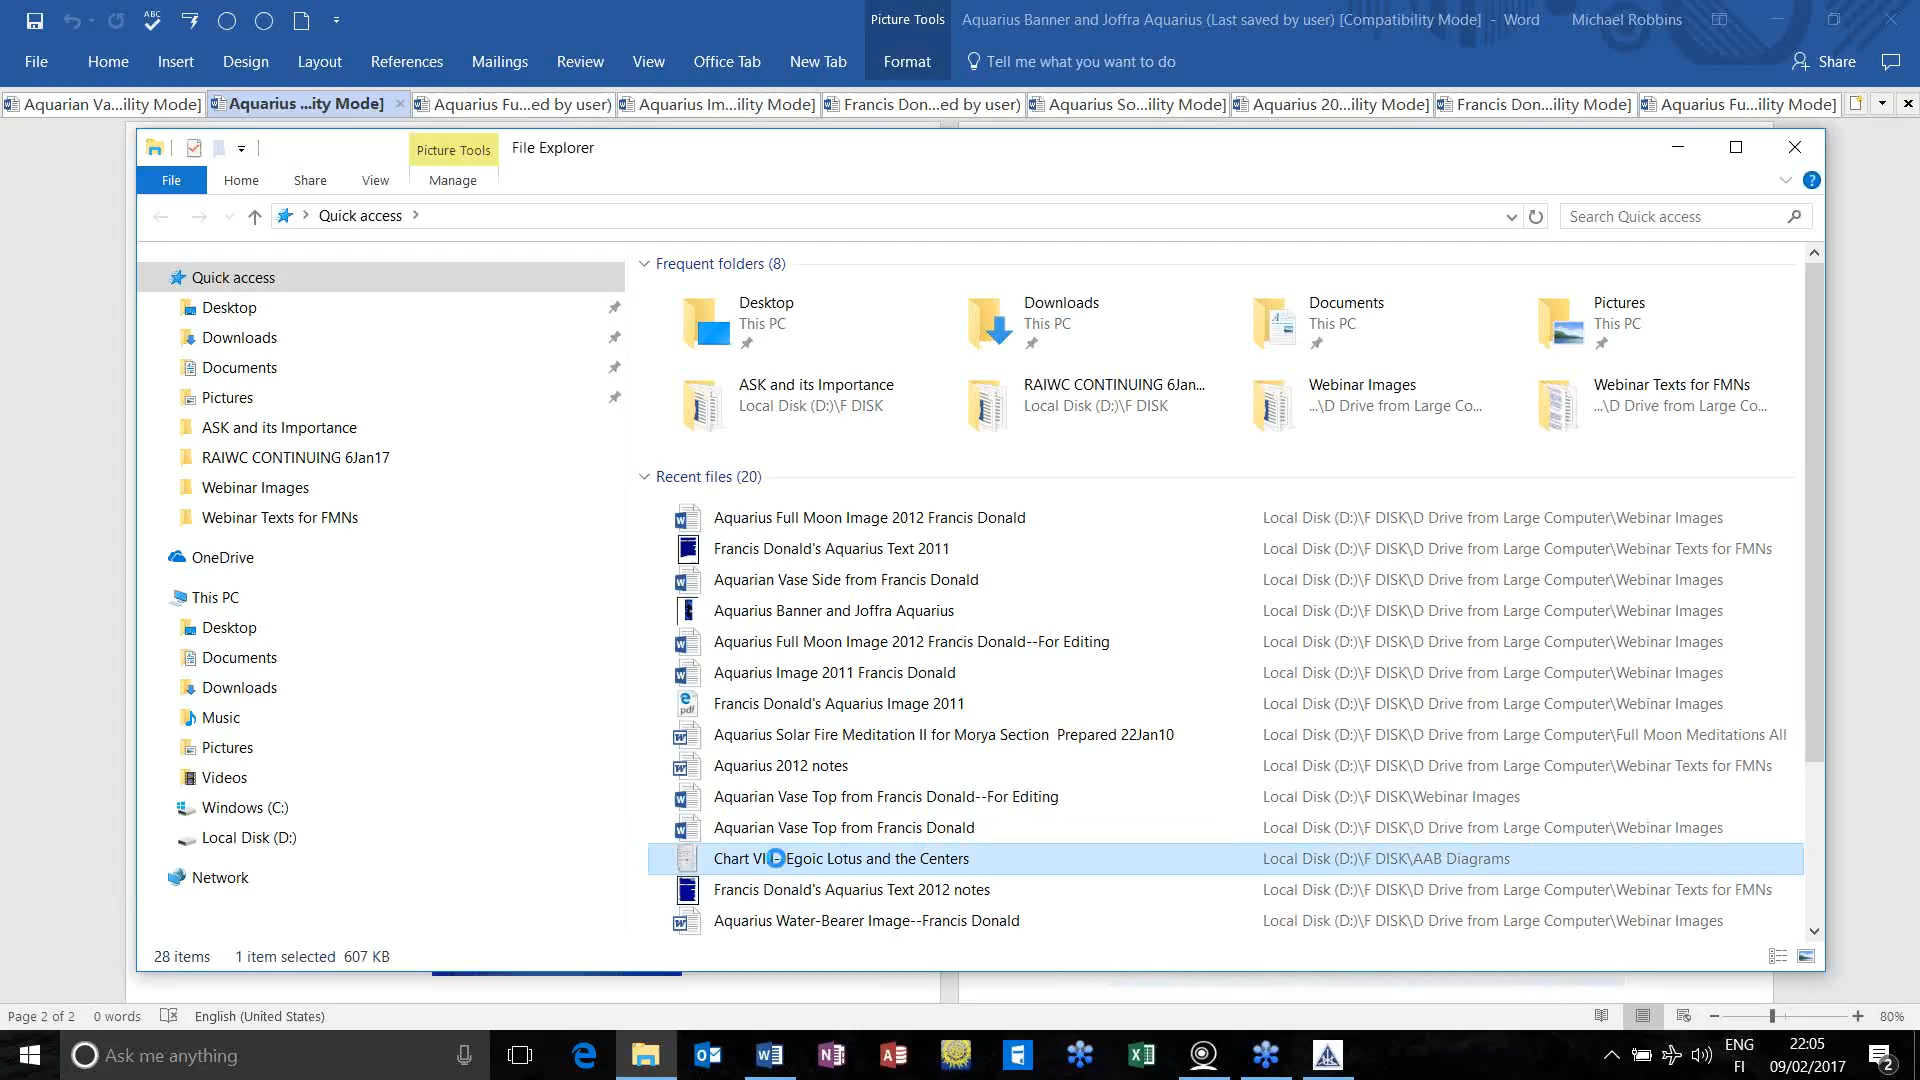 ABC
Picture Tools
Aquarius Banner and Joffra Aquarius (Last saved by user) [Compatibility Mode] - Word
Michael Robbins
File Home Insert Design Layout References Mailings Review View Office Tab New Tab Format Tell me what you want to do Share
Aquarian Va...ility Mode] Aquarius ...ity Mode] Aquarius Fu...ed by user) Aquarius Im...ility Mode] Francis Don...ed by user) Aquarius So...ility Mode] Aquarius 20...ility Mode] Francis Don...ility Mode] Aquarius Fu...ility Mode]
Picture Tools File Explorer
File Home Share View Manage
Quick access
Search Quick access
Quick access
Desktop
Downloads
Documents
Pictures
ASK and its Importance
RAIWC CONTINUING 6Jan17
Webinar Images
Webinar Texts for FMNs
OneDrive
This PC
Desktop
Documents
Downloads
Music
Pictures
Videos
Windows (C:)
Local Disk (D:)
Network
Frequent folders (8)
Desktop
This PC
Downloads
This PC
Documents
This PC
Pictures
This PC
ASK and its Importance
Local Disk (D:)\F DISK
RAIWC CONTINUING 6Jan...
Local Disk (D:)\F DISK
Webinar Images
...\D Drive from Large Co...
Webinar Texts for FMNs
...\D Drive from Large Co...
Recent files (20)
Aquarius Full Moon Image 2012 Francis Donald Local Disk (D:)\F DISK\D Drive from Large Computer\Webinar Images
Francis Donald's Aquarius Text 2011 Local Disk (D:)\F DISK\D Drive from Large Computer\Webinar Texts for FMNs
Aquarian Vase Side from Francis Donald Local Disk (D:)\F DISK\D Drive from Large Computer\Webinar Images
Aquarius Banner and Joffra Aquarius Local Disk (D:)\F DISK\D Drive from Large Computer\Webinar Images
Aquarius Full Moon Image 2012 Francis Donald--For Editing Local Disk (D:)\F DISK\D Drive from Large Computer\Webinar Images
Aquarius Image 2011 Francis Donald Local Disk (D:)\F DISK\D Drive from Large Computer\Webinar Images
Francis Donald's Aquarius Image 2011 Local Disk (D:)\F DISK\D Drive from Large Computer\Webinar Images
Aquarius Solar Fire Meditation II for Morya Section Prepared 22Jan10 Local Disk (D:)\F DISK\D Drive from Large Computer\Full Moon Meditations All
Aquarius 2012 notes Local Disk (D:)\F DISK\D Drive from Large Computer\Webinar Texts for FMNs
Aquarian Vase Top from Francis Donald--For Editing Local Disk (D:)\F DISK\Webinar Images
Aquarian Vase Top from Francis Donald Local Disk (D:)\F DISK\D Drive from Large Computer\Webinar Images
Chart Egoic Lotus and the Centers Local Disk (D:)\F DISK\AAB Diagrams
Francis Donald's Aquarius Text 2012 notes Local Disk (D:)\F DISK\D Drive from Large Computer\Webinar Texts for FMNs
Aquarius Water-Bearer Image--Francis Donald Local Disk (D:)\F DISK\D Drive from Large Computer\Webinar Images
28 items 1 item selected 607 KB
Page 2 of 2 0 words English (United States) 80%
Ask me anything
ENG
FI
22:05
09/02/2017
2